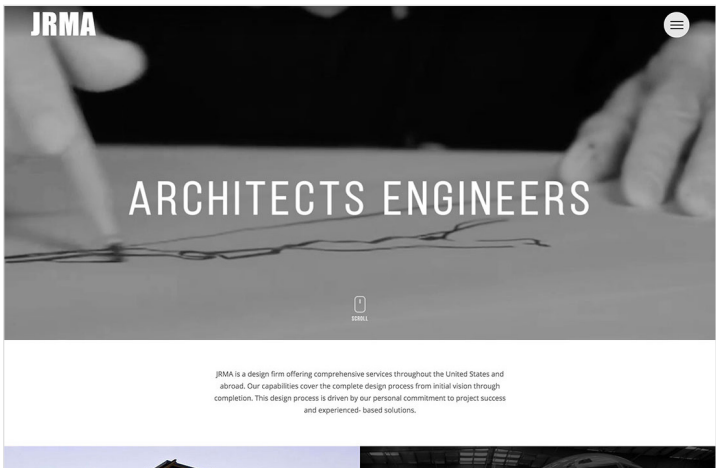 JRMA
ARCHITECTS ENGINEERS
SCROLL
JRMA is a design firm offering comprehensive services throughout the United States and
abroad. Our capabilities cover the complete design process from initial vision through
completion. This design process is driven by our personal commitment to project success
and experienced- based solutions.